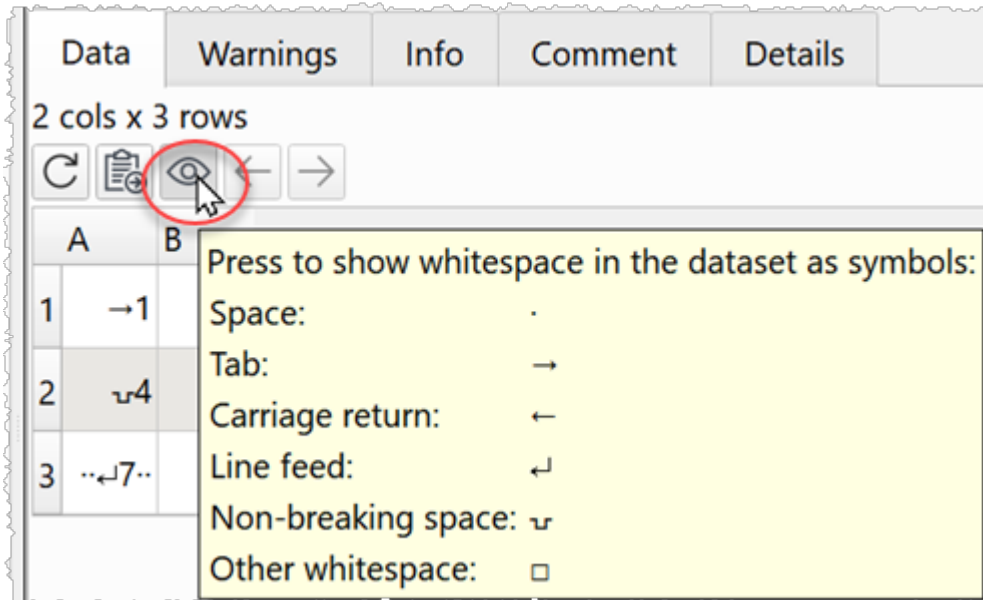 Data Warnings Info Comment Details
2 cols x 3 rows
A B
Press to show whitespace in the dataset as symbols:
1 →1
Space: ·
Tab: →
2 ⏑4
Carriage return: ←
Line feed: ↵
3 ··↵7··
Non-breaking space: ⏑
Other whitespace: □